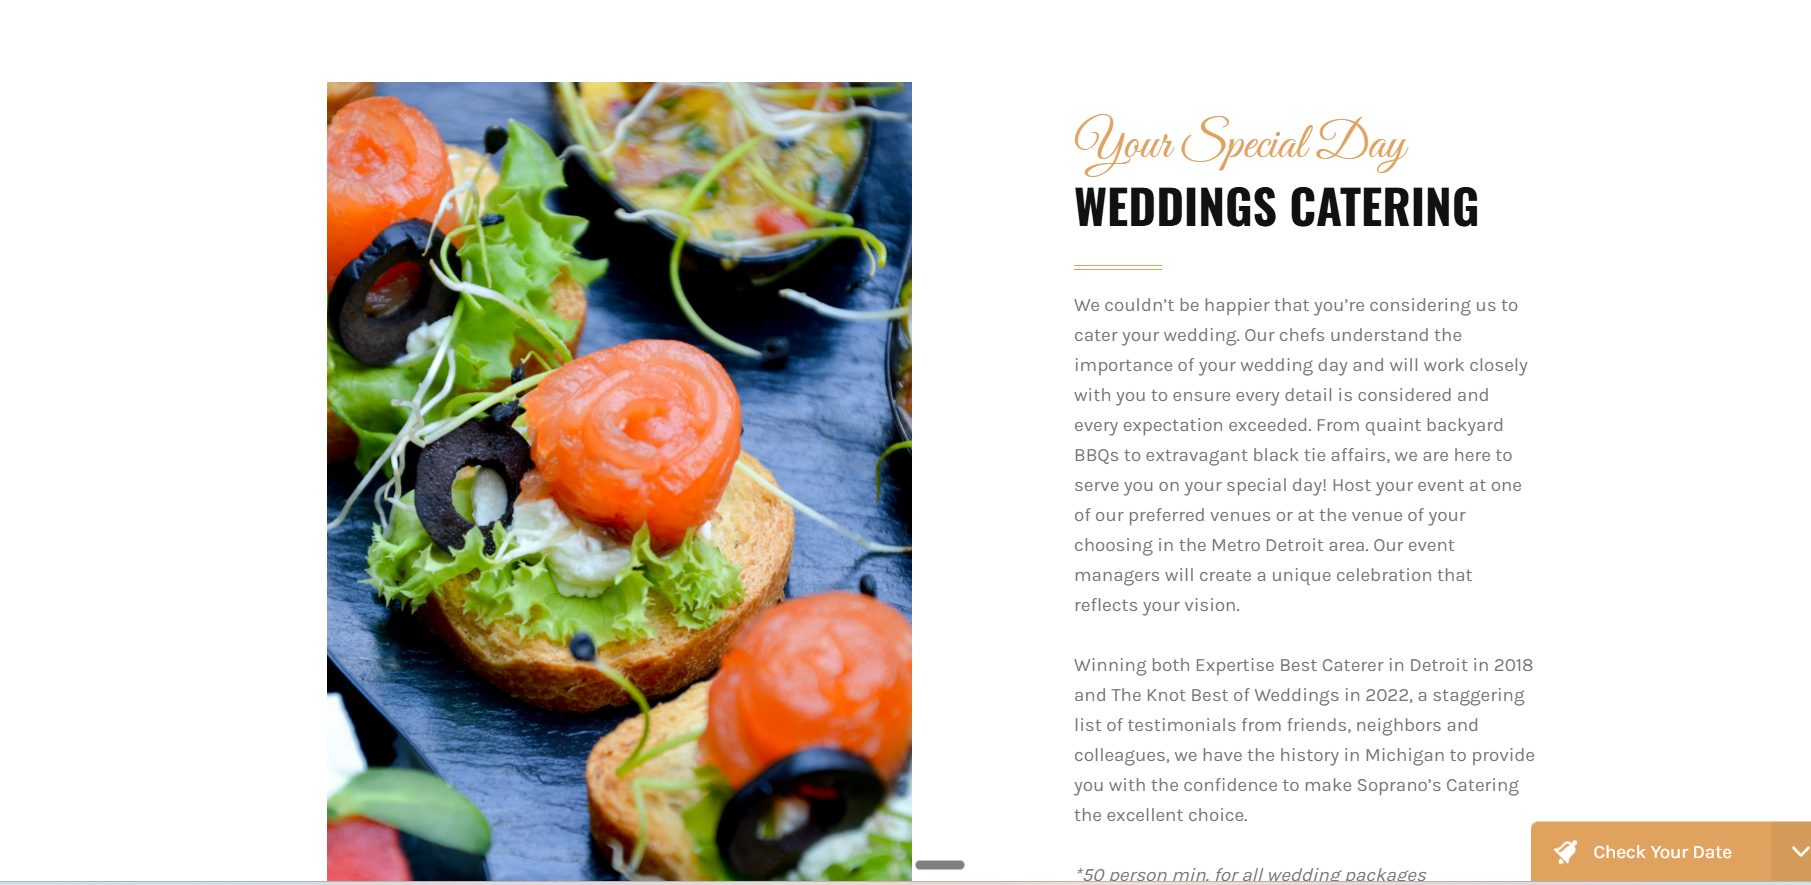 Your Special Day
WEDDINGS CATERING
We couldn’t be happier that you’re considering us to
cater your wedding. Our chefs understand the
importance of your wedding day and will work closely
with you to ensure every detail is considered and
every expectation exceeded. From quaint backyard
BBQs to extravagant black tie affairs, we are here to
serve you on your special day! Host your event at one
of our preferred venues or at the venue of your
choosing in the Metro Detroit area. Our event
managers will create a unique celebration that
reflects your vision.
Winning both Expertise Best Caterer in Detroit in 2018
and The Knot Best of Weddings in 2022, a staggering
list of testimonials from friends, neighbors and
colleagues, we have the history in Michigan to provide
you with the confidence to make Soprano’s Catering
the excellent choice.
*50 person min. for all wedding packages
Check Your Date